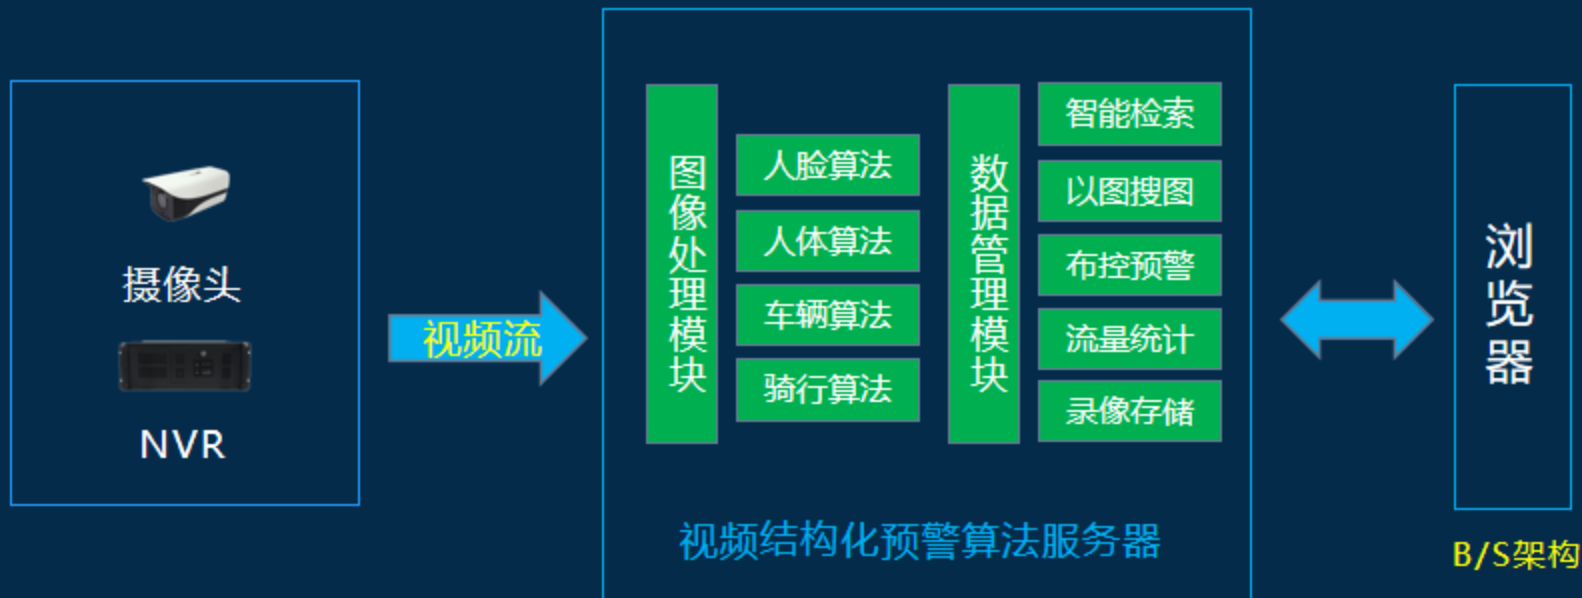 摄像头
NVR
视频流
图像处理模块
人脸算法
人体算法
车辆算法
骑行算法
数据管理模块
智能检索
以图搜图
布控预警
流量统计
录像存储
视频结构化预警算法服务器
浏览器
B/S架构